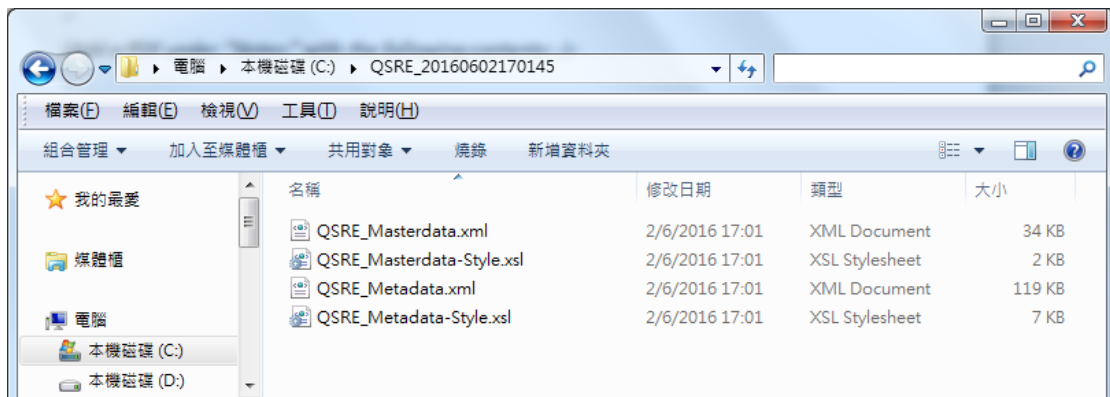 電腦 本機磁碟 (C:) QSRE_20160602170145
檔案(F) 編輯(E) 檢視(V) 工具(T) 說明(H)
組合管理 加入至媒體櫃 共用對象 燒錄 新增資料夾
我的最愛
媒體櫃
電腦
本機磁碟 (C:)
本機磁碟 (D:)
名稱 修改日期 類型 大小
QSRE_Masterdata.xml 2/6/2016 17:01 XML Document 34 KB
QSRE_Masterdata-Style.xsl 2/6/2016 17:01 XSL Stylesheet 2 KB
QSRE_Metadata.xml 2/6/2016 17:01 XML Document 119 KB
QSRE_Metadata-Style.xsl 2/6/2016 17:01 XSL Stylesheet 7 KB